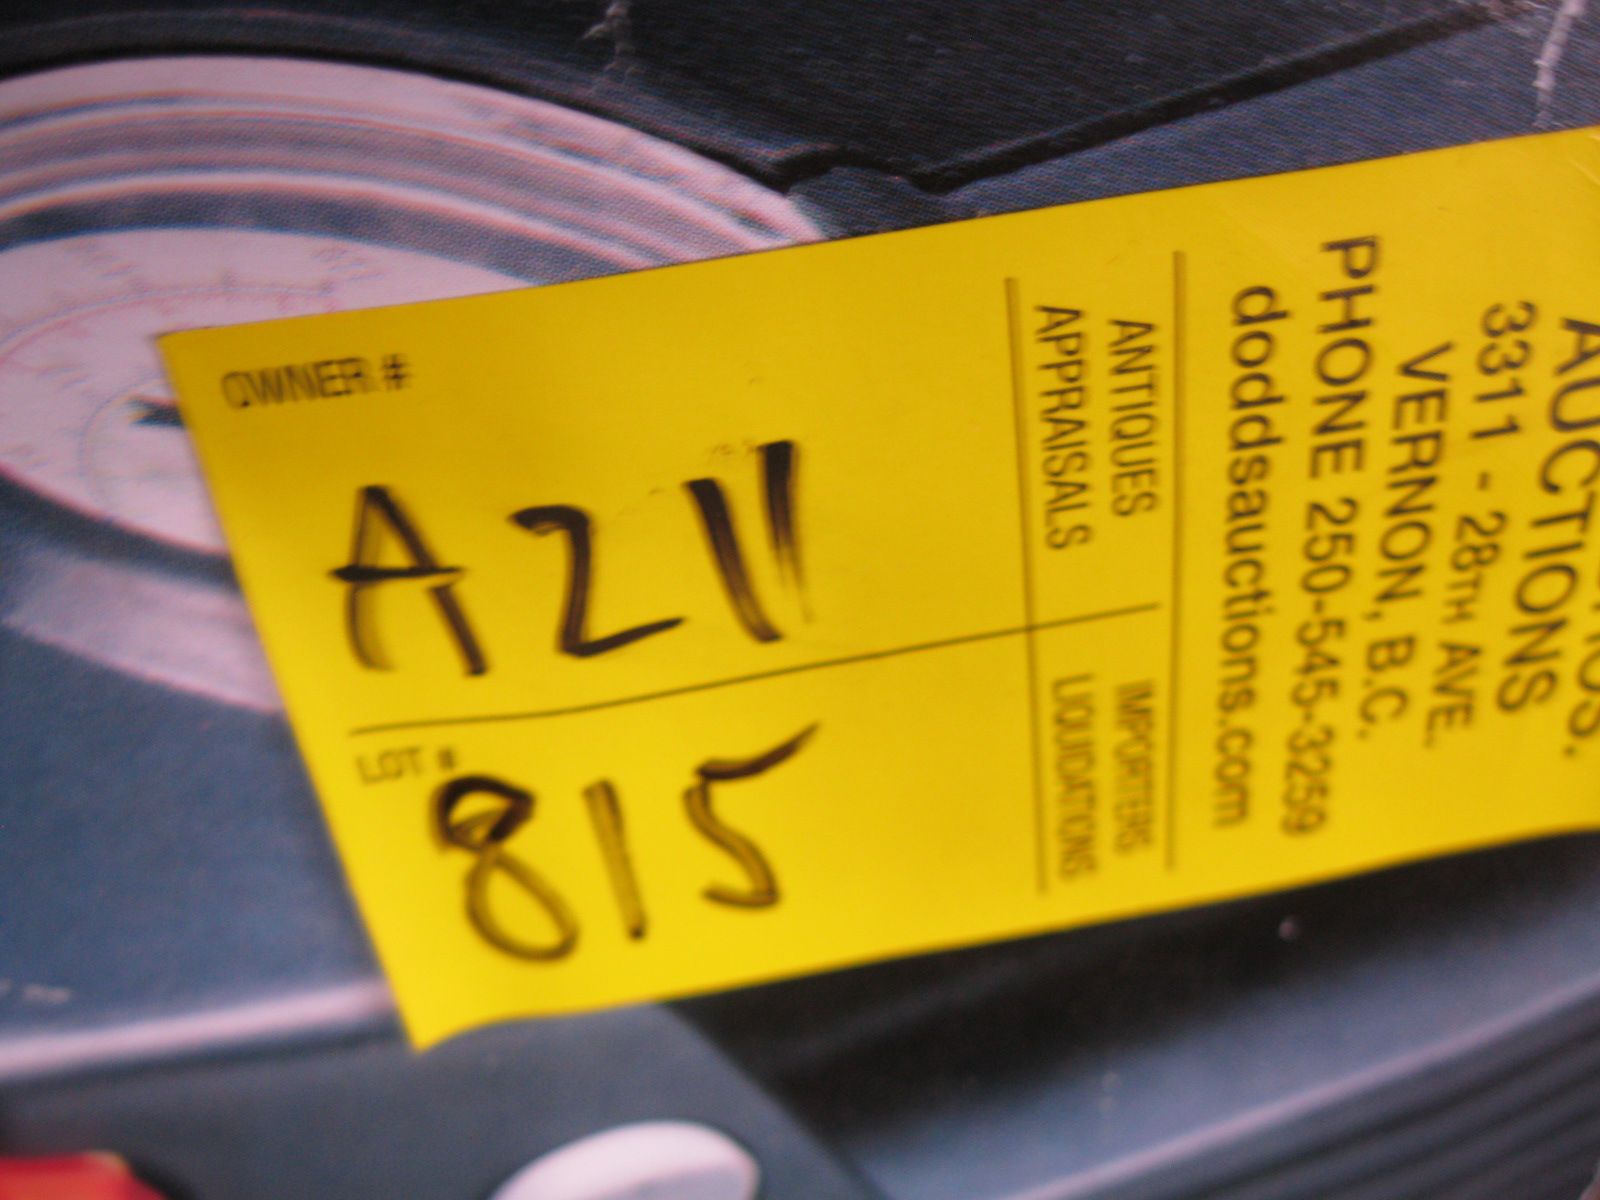 AUCTIONS
3311 - 28TH AVE.
VERNON, B.C.
PHONE 250-545-3259
doddsauctions.com
ANTIQUES IMPORTERS
APPRAISALS LIQUIDATIONS
OWNER #
A211
LOT #
815